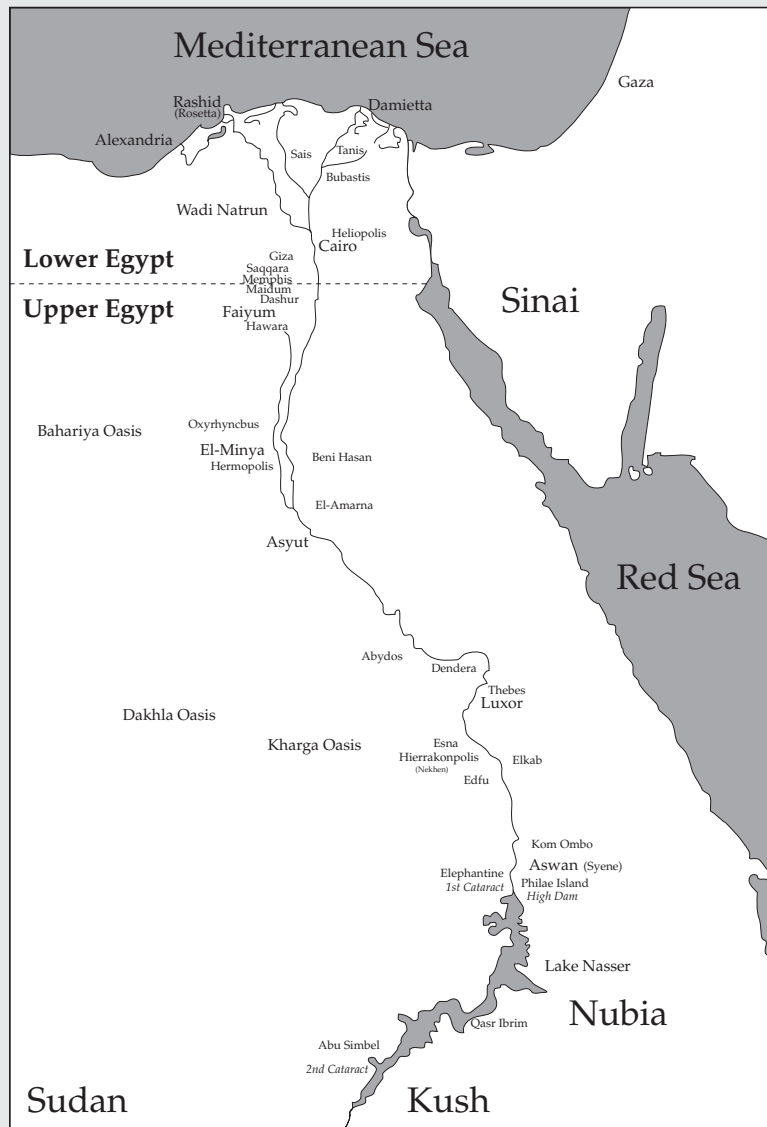 Mediterranean Sea
Gaza
Rashid
(Rosetta)
Damietta
Alexandria
Sais
Tanis
Bubastis
Wadi Natrun
Heliopolis
Cairo
Lower Egypt
Giza
Saqqara
Memphis
Maidum
Dashur
Upper Egypt
Faiyum
Hawara
Sinai
Bahariya Oasis
Oxyrhyncbus
El-Minya
Hermopolis
Beni Hasan
El-Amarna
Asyut
Red Sea
Abydos
Dendera
Thebes
Luxor
Dakhla Oasis
Kharga Oasis
Esna
Hierrakonpolis
(Nekhen)
Elkab
Edfu
Kom Ombo
Aswan (Syene)
Elephantine
1st Cataract
Philae Island
High Dam
Lake Nasser
Nubia
Qasr Ibrim
Abu Simbel
2nd Cataract
Sudan
Kush